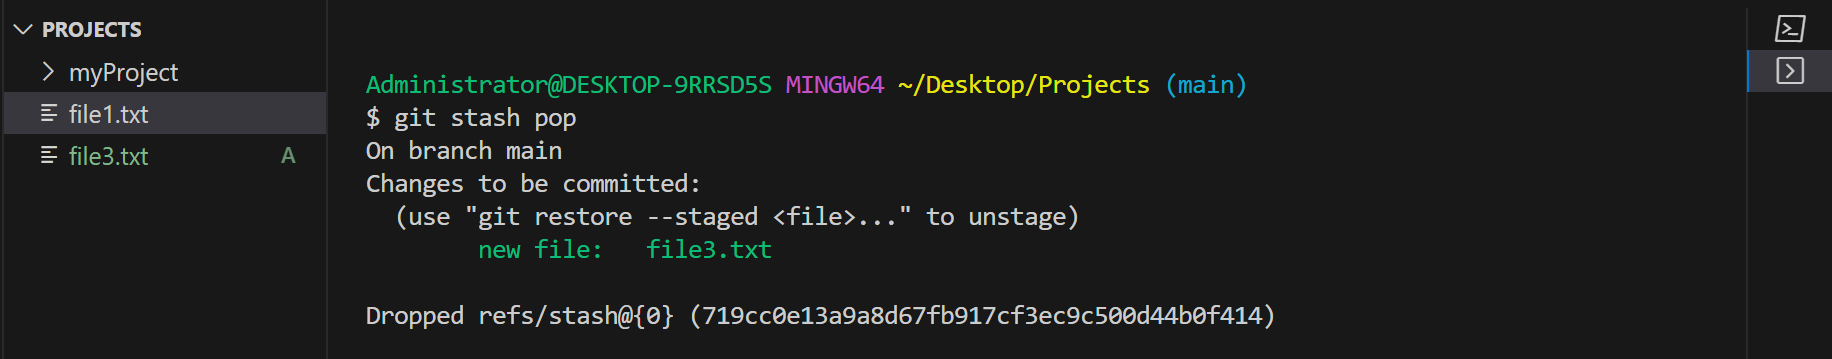 PROJECTS
myProject
file1.txt
file3.txt A
Administrator@DESKTOP-9RRSD5S MINGW64 ~/Desktop/Projects (main)
$ git stash pop
On branch main
Changes to be committed:
(use "git restore --staged <file>..." to unstage)
new file: file3.txt
Dropped refs/stash@{0} (719cc0e13a9a8d67fb917cf3ec9c500d44b0f414)